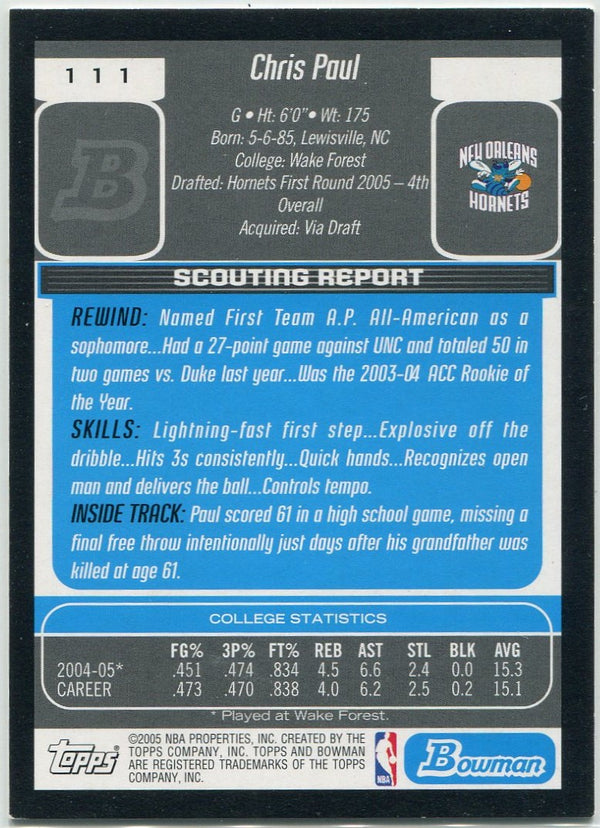 111
Chris Paul
G • Ht: 6'0" • Wt: 175
Born: 5-6-85, Lewisville, NC
College: Wake Forest
Drafted: Hornets First Round 2005 – 4th
Overall
Acquired: Via Draft
B
NEW ORLEANS
HORNETS
SCOUTING REPORT
REWIND: Named First Team A.P. All-American as a
sophomore...Had a 27-point game against UNC and totaled 50 in
two games vs. Duke last year...Was the 2003-04 ACC Rookie of
the Year.
SKILLS: Lightning-fast first step...Explosive off the
dribble...Hits 3s consistently...Quick hands...Recognizes open
man and delivers the ball...Controls tempo.
INSIDE TRACK: Paul scored 61 in a high school game, missing a
final free throw intentionally just days after his grandfather was
killed at age 61.
COLLEGE STATISTICS
FG% 3P% FT% REB AST STL BLK AVG
2004-05* .451 .474 .834 4.5 6.6 2.4 0.0 15.3
CAREER .473 .470 .838 4.0 6.2 2.5 0.2 15.1
* Played at Wake Forest.
Topps
©2005 NBA PROPERTIES, INC. CREATED BY THE
TOPPS COMPANY, INC. TOPPS AND BOWMAN
ARE REGISTERED TRADEMARKS OF THE TOPPS
COMPANY, INC.
NBA
B Bowman